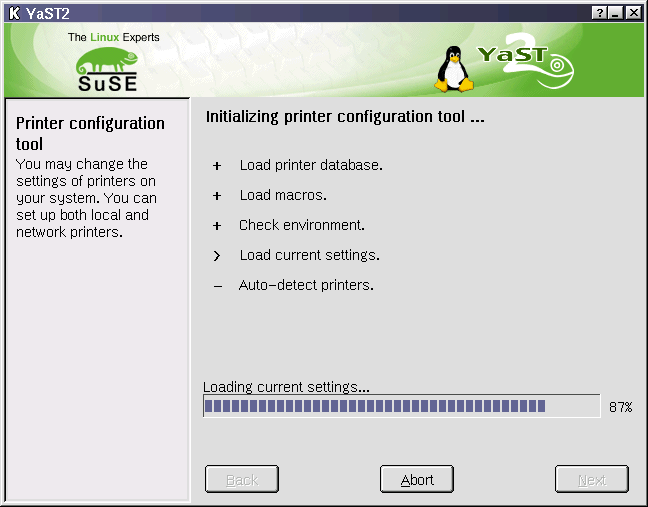 K YaST2
The Linux Experts
SuSE
YaST
2
Printer configuration
tool
You may change the
settings of printers on
your system. You can
set up both local and
network printers.
Initializing printer configuration tool ...
+ Load printer database.
+ Load macros.
+ Check environment.
> Load current settings.
– Auto-detect printers.
Loading current settings...
87%
Back
Abort
Next